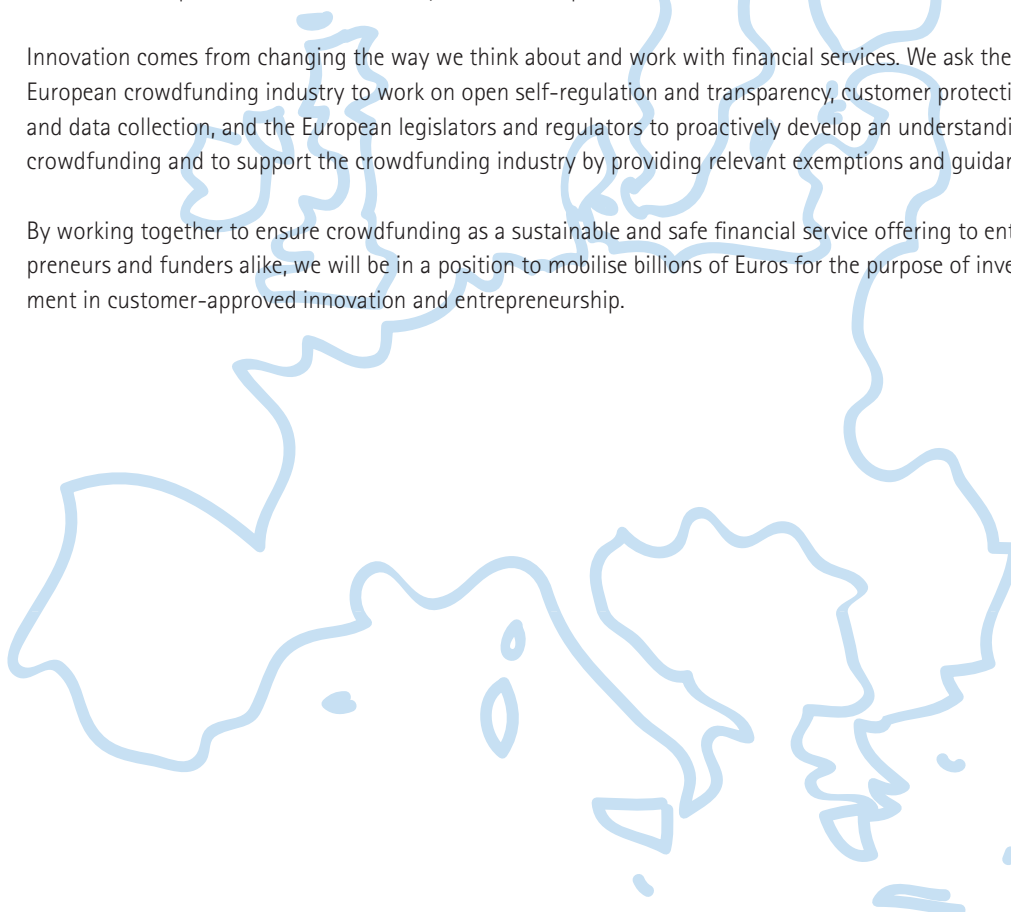 Innovation comes from changing the way we think about and work with financial services. We ask the
European crowdfunding industry to work on open self-regulation and transparency, customer protecti
and data collection, and the European legislators and regulators to proactively develop an understandi
crowdfunding and to support the crowdfunding industry by providing relevant exemptions and guidar
By working together to ensure crowdfunding as a sustainable and safe financial service offering to ent
preneurs and funders alike, we will be in a position to mobilise billions of Euros for the purpose of inve
ment in customer-approved innovation and entrepreneurship.